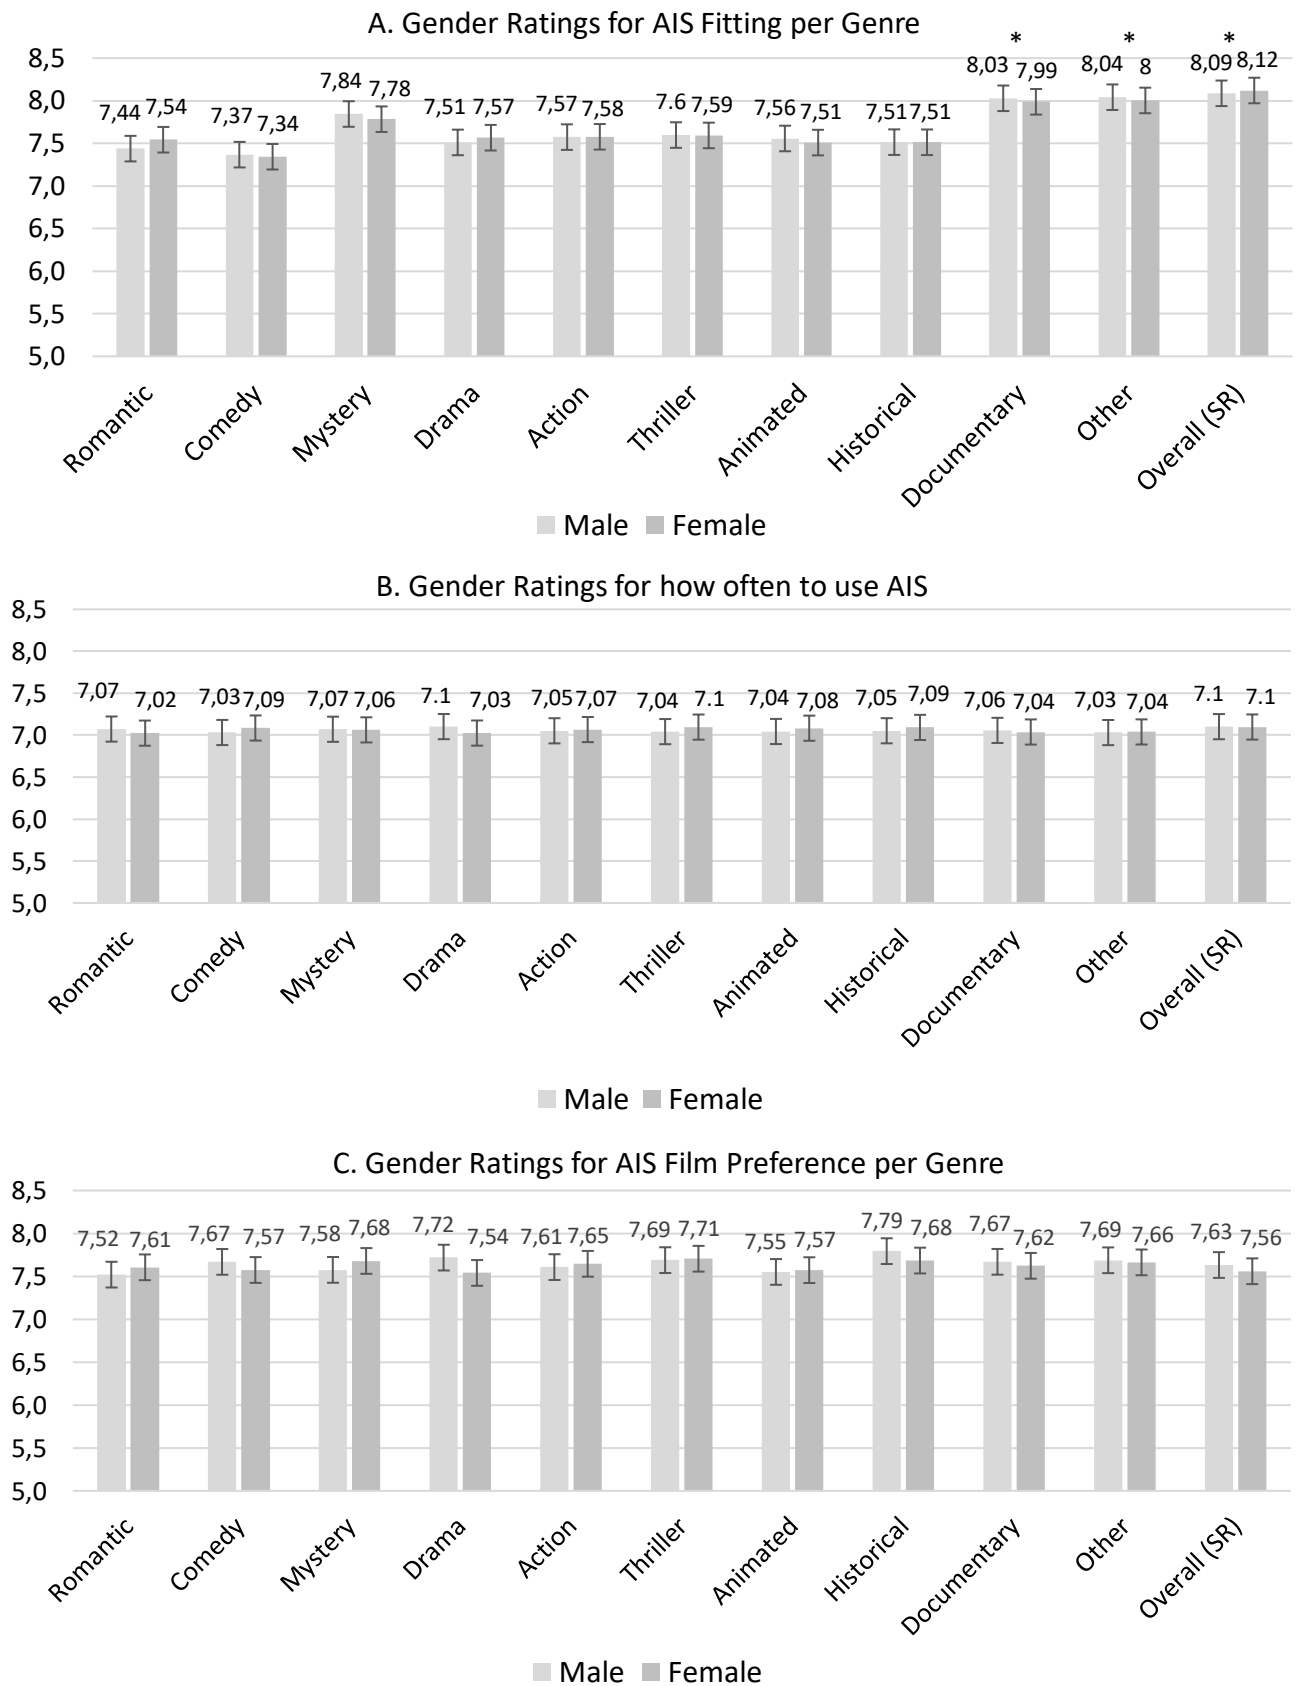 A. Gender Ratings for AIS Fitting per Genre
* * *
8,5
8,0
7,5
7,0
6,5
6,0
5,5
5,0
7,44 7,54 7,37 7,34 7,84 7,78 7,51 7,57 7,57 7,58 7.6 7,59 7,56 7,51 7,51 7,51 8,03 7,99 8,04 8 8,09 8,12
Romantic
Comedy
Mystery
Drama
Action
Thriller
Animated
Historical
Documentary
Other
Overall (SR)
Male Female
B. Gender Ratings for how often to use AIS
8,5
8,0
7,5
7,0
6,5
6,0
5,5
5,0
7,07 7,02 7,03 7,09 7,07 7,06 7.1 7,03 7,05 7,07 7,04 7.1 7,04 7,08 7,05 7,09 7,06 7,04 7,03 7,04 7.1 7.1
Romantic
Comedy
Mystery
Drama
Action
Thriller
Animated
Historical
Documentary
Other
Overall (SR)
Male Female
C. Gender Ratings for AIS Film Preference per Genre
8,5
8,0
7,5
7,0
6,5
6,0
5,5
5,0
7,52 7,61 7,67 7,57 7,58 7,68 7,72 7,54 7,61 7,65 7,69 7,71 7,55 7,57 7,79 7,68 7,67 7,62 7,69 7,66 7,63 7,56
Romantic
Comedy
Mystery
Drama
Action
Thriller
Animated
Historical
Documentary
Other
Overall (SR)
Male Female